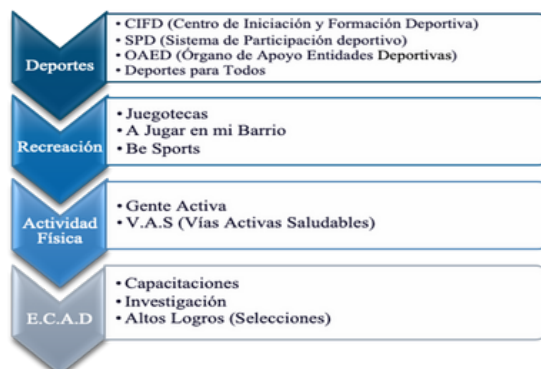 Deportes
• CIFD (Centro de Iniciación y Formación Deportiva)
• SPD (Sistema de Participación deportivo)
• OAED (Órgano de Apoyo Entidades Deportivas)
• Deportes para Todos
Recreación
• Juegotecas
• A Jugar en mi Barrio
• Be Sports
Actividad
Física
• Gente Activa
• V.A.S (Vías Activas Saludables)
E.C.A.D
• Capacitaciones
• Investigación
• Altos Logros (Selecciones)